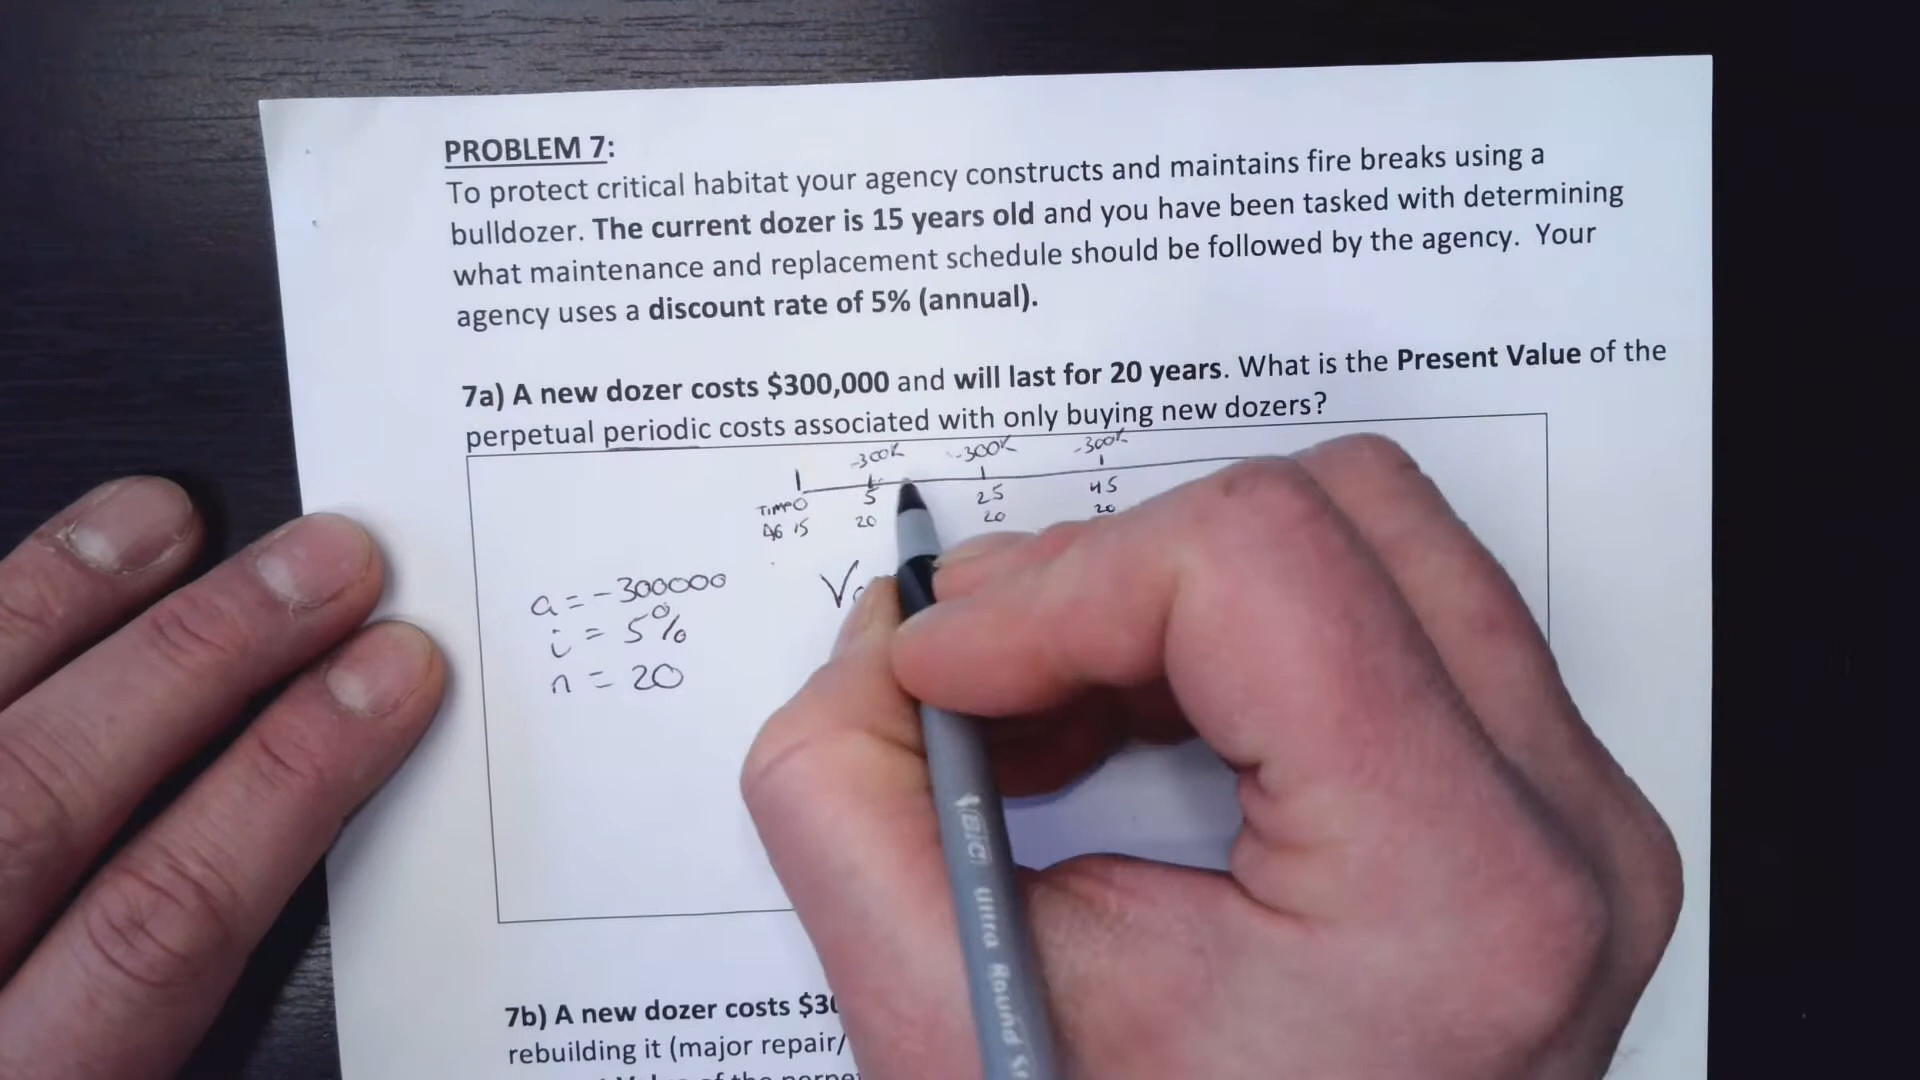 PROBLEM 7:
To protect critical habitat your agency constructs and maintains fire breaks using a
bulldozer. The current dozer is 15 years old and you have been tasked with determining
what maintenance and replacement schedule should be followed by the agency. Your
agency uses a discount rate of 5% (annual).
7a) A new dozer costs $300,000 and will last for 20 years. What is the Present Value of the
perpetual periodic costs associated with only buying new dozers?
-300K -300K -300K
TIME 0 5 25 45
AG 15 20 20 20
a = -300000
i = 5%
n = 20
V
BIC Ultra Round
7b) A new dozer costs $30
rebuilding it (major repair/